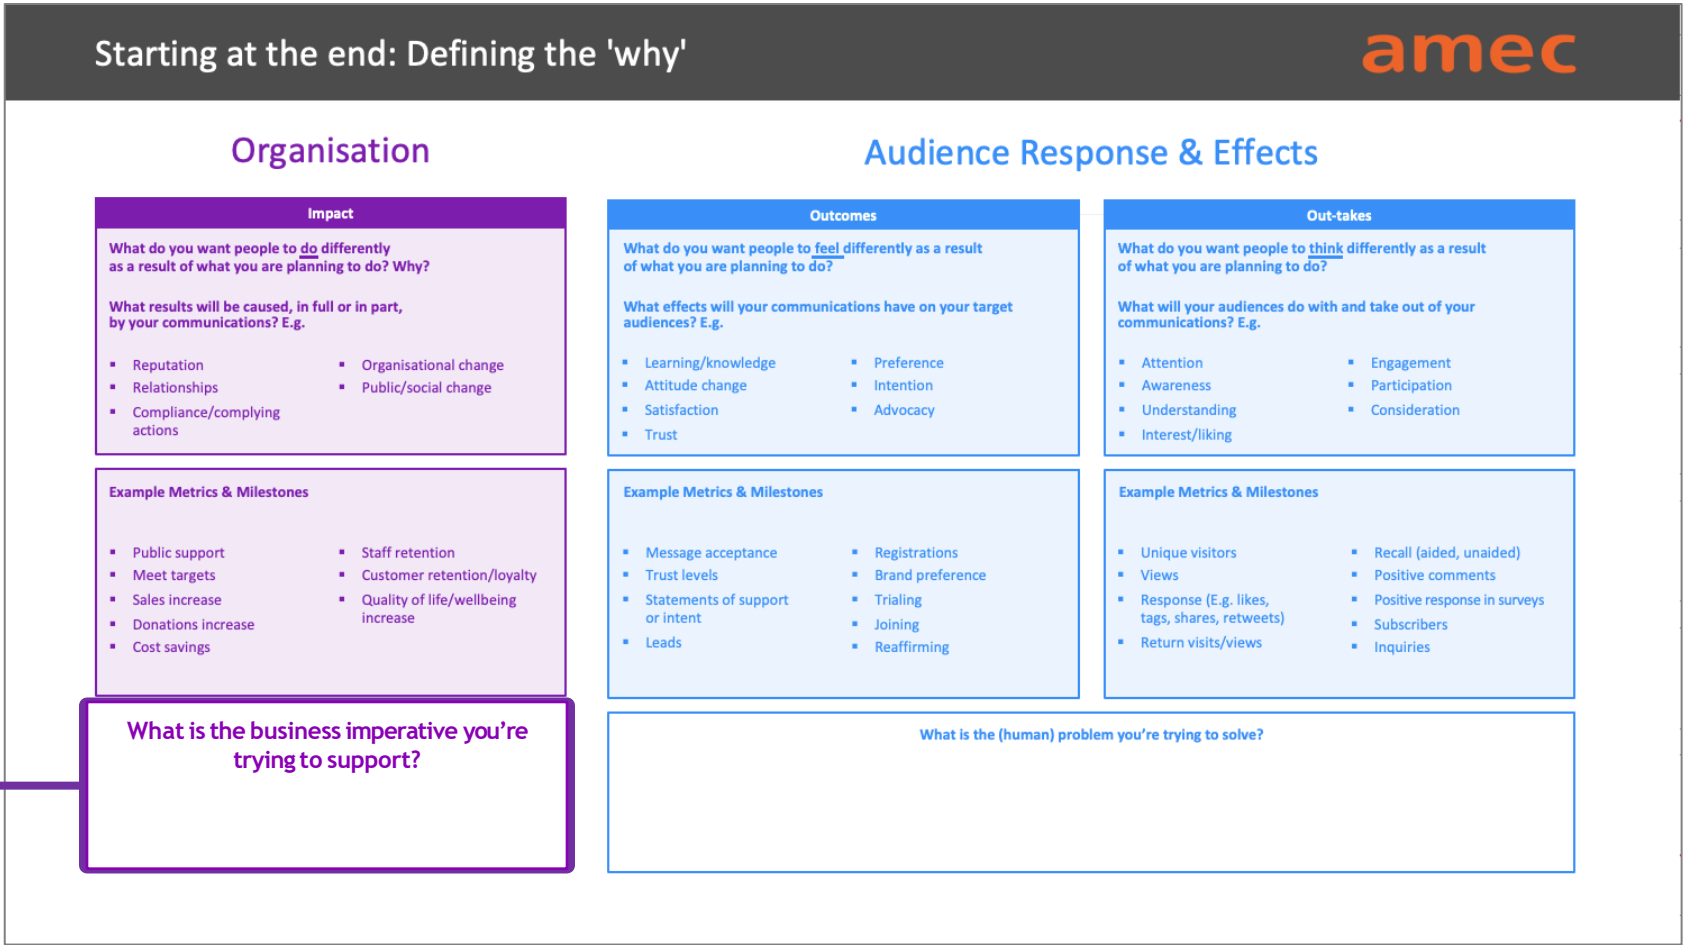 Starting at the end: Defining the 'why'
amec
Organisation
Audience Response & Effects
Impact
What do you want people to do differently
as a result of what you are planning to do? Why?
What results will be caused, in full or in part,
by your communications? E.g.
Reputation
Relationships
Compliance/complying
actions
Organisational change
Public/social change
Example Metrics & Milestones
Public support
Meet targets
Sales increase
Donations increase
Cost savings
Staff retention
Customer retention/loyalty
Quality of life/wellbeing
increase
What is the business imperative you’re
trying to support?
Outcomes
What do you want people to feel differently as a result
of what you are planning to do?
What effects will your communications have on your target
audiences? E.g.
Learning/knowledge
Attitude change
Satisfaction
Trust
Preference
Intention
Advocacy
Example Metrics & Milestones
Message acceptance
Trust levels
Statements of support
or intent
Leads
Registrations
Brand preference
Trialing
Joining
Reaffirming
Out-takes
What do you want people to think differently as a result
of what you are planning to do?
What will your audiences do with and take out of your
communications? E.g.
Attention
Awareness
Understanding
Interest/liking
Engagement
Participation
Consideration
Example Metrics & Milestones
Unique visitors
Views
Response (E.g. likes,
tags, shares, retweets)
Return visits/views
Recall (aided, unaided)
Positive comments
Positive response in surveys
Subscribers
Inquiries
What is the (human) problem you’re trying to solve?